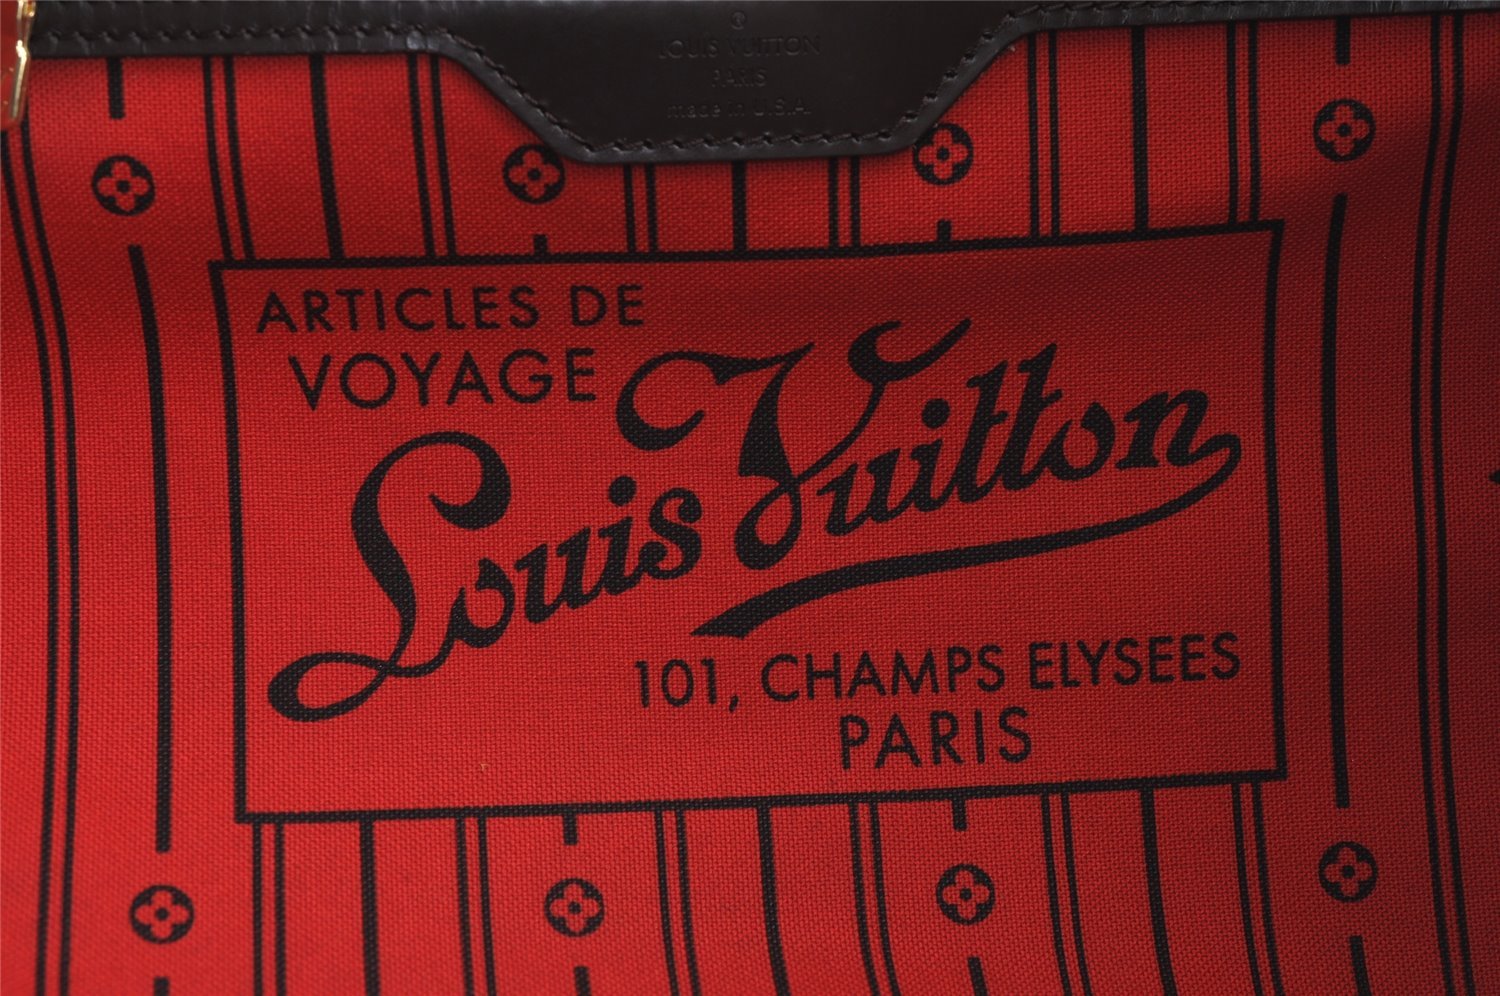 LOUIS VUITTON
PARIS
made in U.S.A.
ARTICLES DE
VOYAGE
Louis Vuitton
101, CHAMPS ELYSEES
PARIS